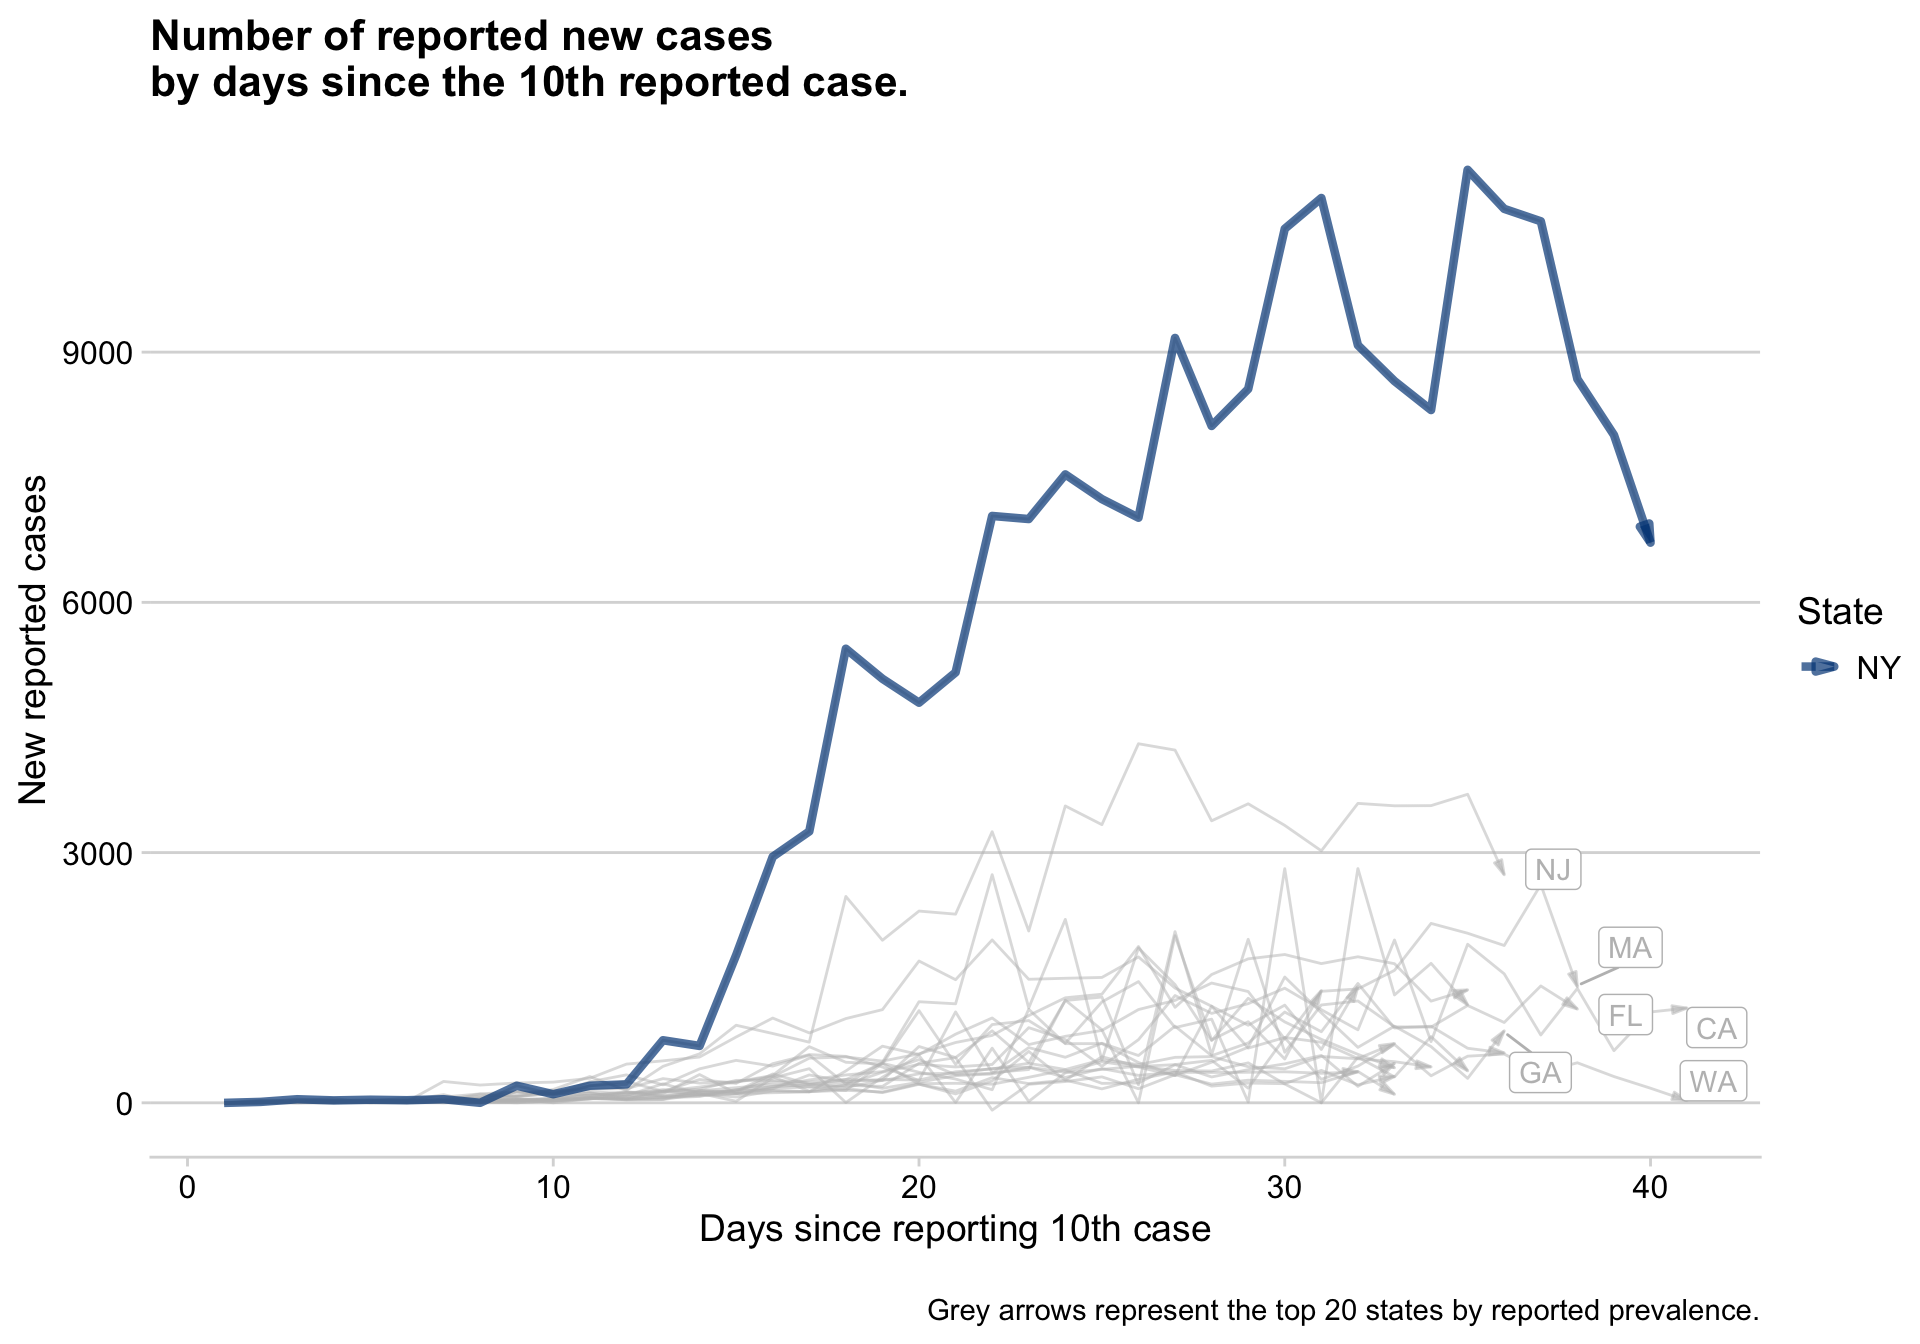 Number of reported new cases
by days since the 10th reported case.
New reported cases
9000
6000
3000
0
NJ
MA
FL
CA
GA
WA
State
NY
0
10
20
30
40
Days since reporting 10th case
Grey arrows represent the top 20 states by reported prevalence.